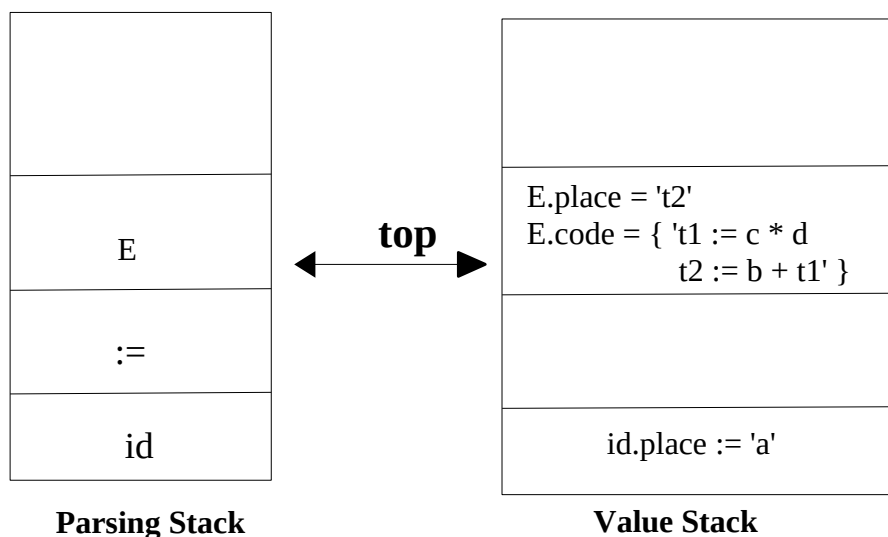 E
:=
id
Parsing Stack
top
E.place = 't2'
E.code = { 't1 := c * d
t2 := b + t1' }
id.place := 'a'
Value Stack